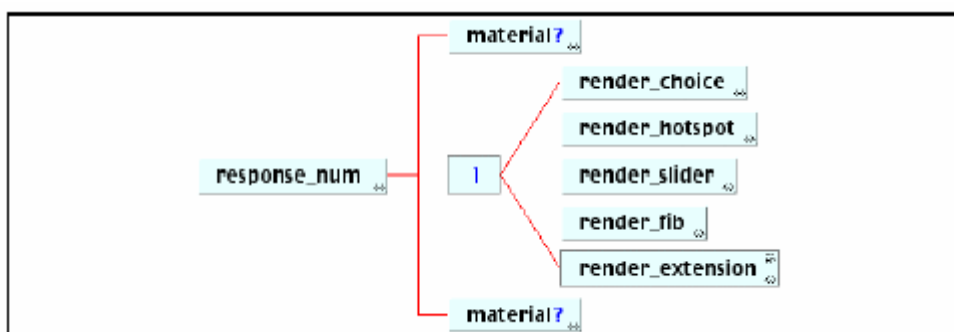 material?
render_choice
render_hotspot
response_num
1
render_slider
render_fib
render_extension
material?